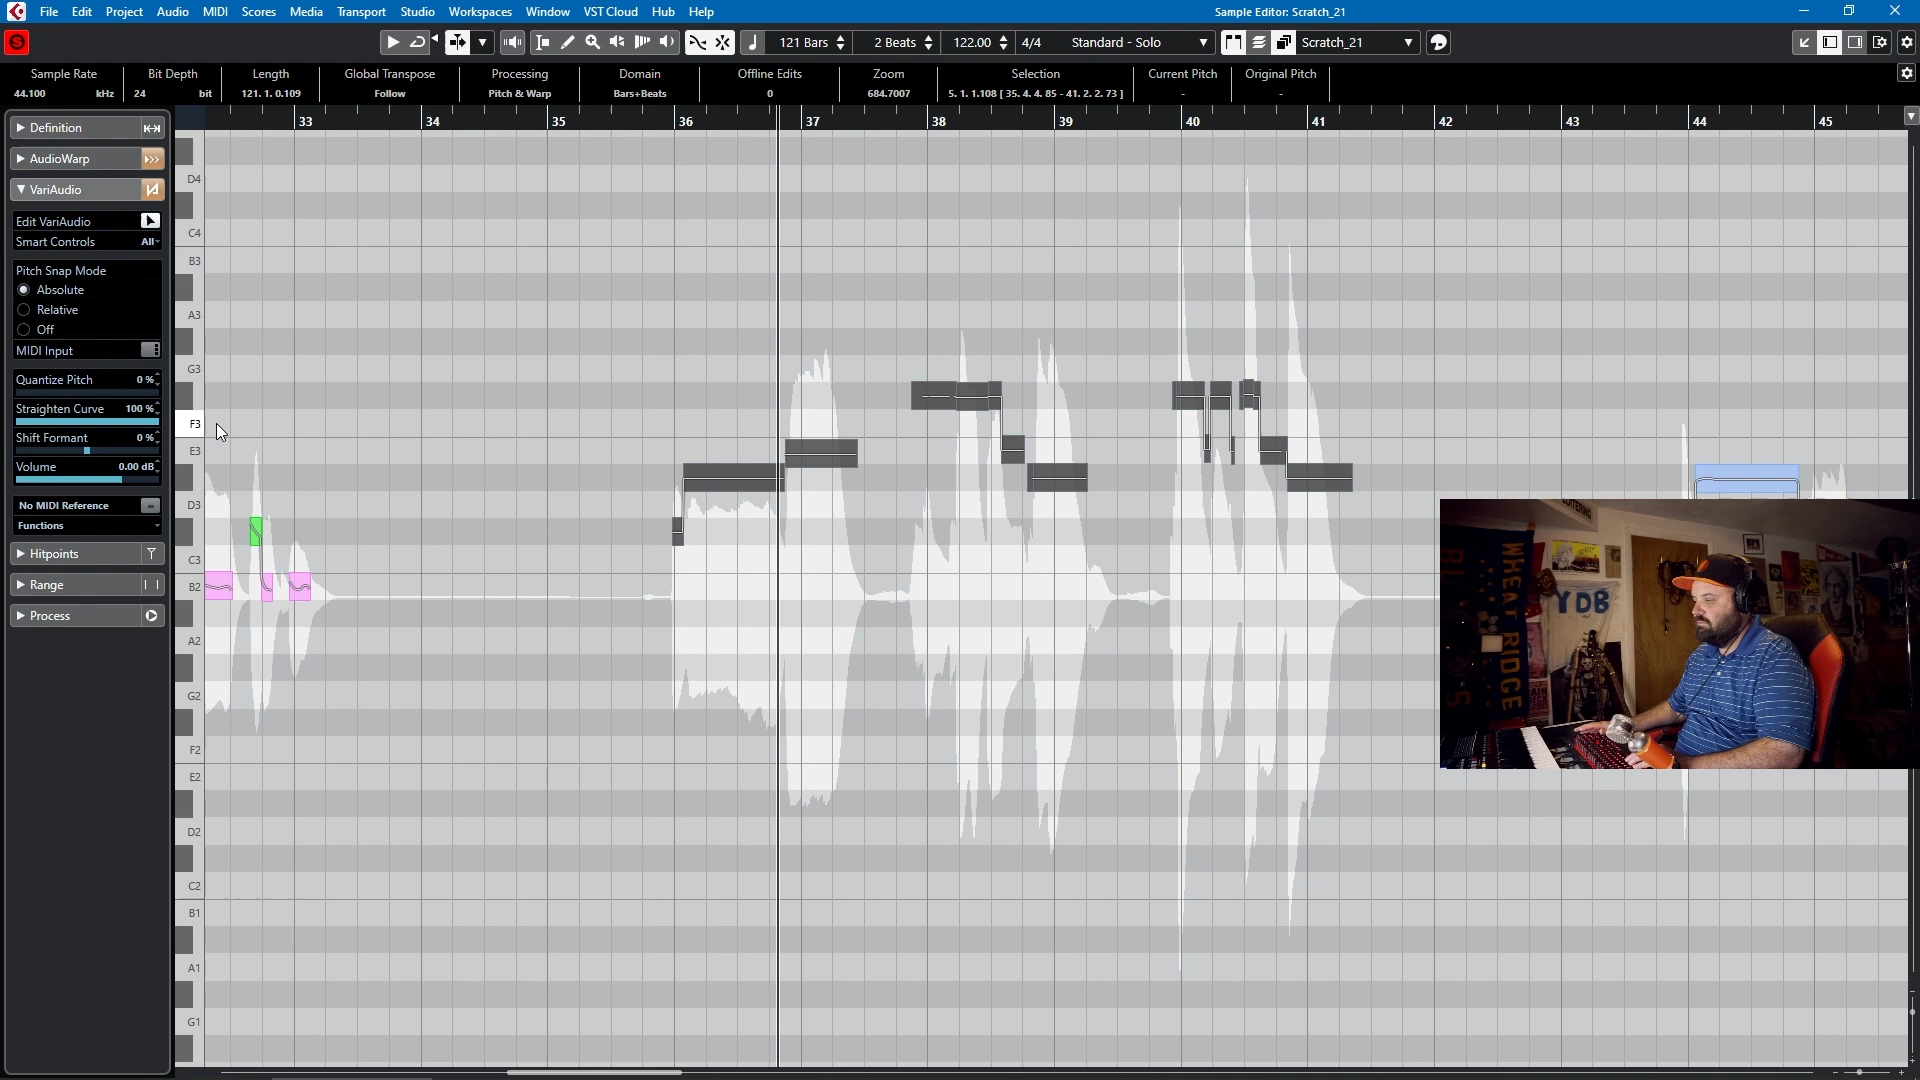 File Edit Project Audio MIDI Scores Media Transport Studio Workspaces Window VST Cloud Hub Help Sample Editor: Scratch_21
S 121 Bars 2 Beats 122.00 4/4 Standard - Solo Scratch_21
Sample Rate Bit Depth Length Global Transpose Processing Domain Offline Edits Zoom Selection Current Pitch Original Pitch
44.100 kHz 24 bit 121. 1. 0.109 Follow Pitch & Warp Bars+Beats 0 684.7007 5. 1. 1.108 [ 35. 4. 4. 85 - 41. 2. 2. 73 ] - -
33 34 35 36 37 38 39 40 41 42 43 44 45
Definition
AudioWarp
VariAudio
Edit VariAudio
Smart Controls All
Pitch Snap Mode
Absolute
Relative
Off
MIDI Input
Quantize Pitch 0 %
Straighten Curve 100 %
Shift Formant 0 %
Volume 0.00 dB
No MIDI Reference
Functions
Hitpoints
Range
Process
D4
C4
B3
A3
G3
F3
E3
D3
C3
B2
A2
G2
F2
E2
D2
C2
B1
A1
G1
WHEAT RIDGE
YDB